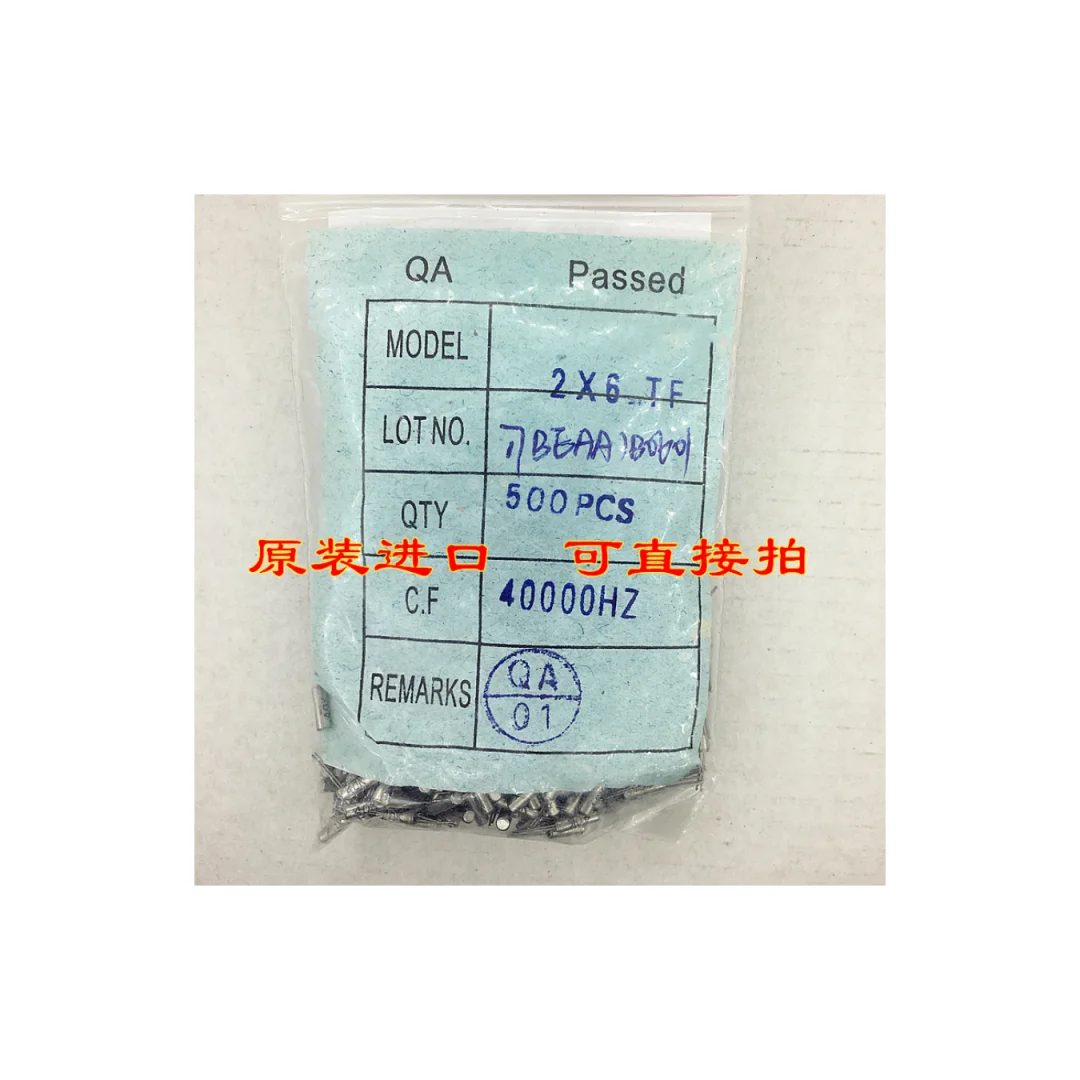 QA Passed
MODEL 2X6 TF
LOT NO.
QTY 500PCS
原装进口 可直接拍
C.F 40000HZ
REMARKS QA
01